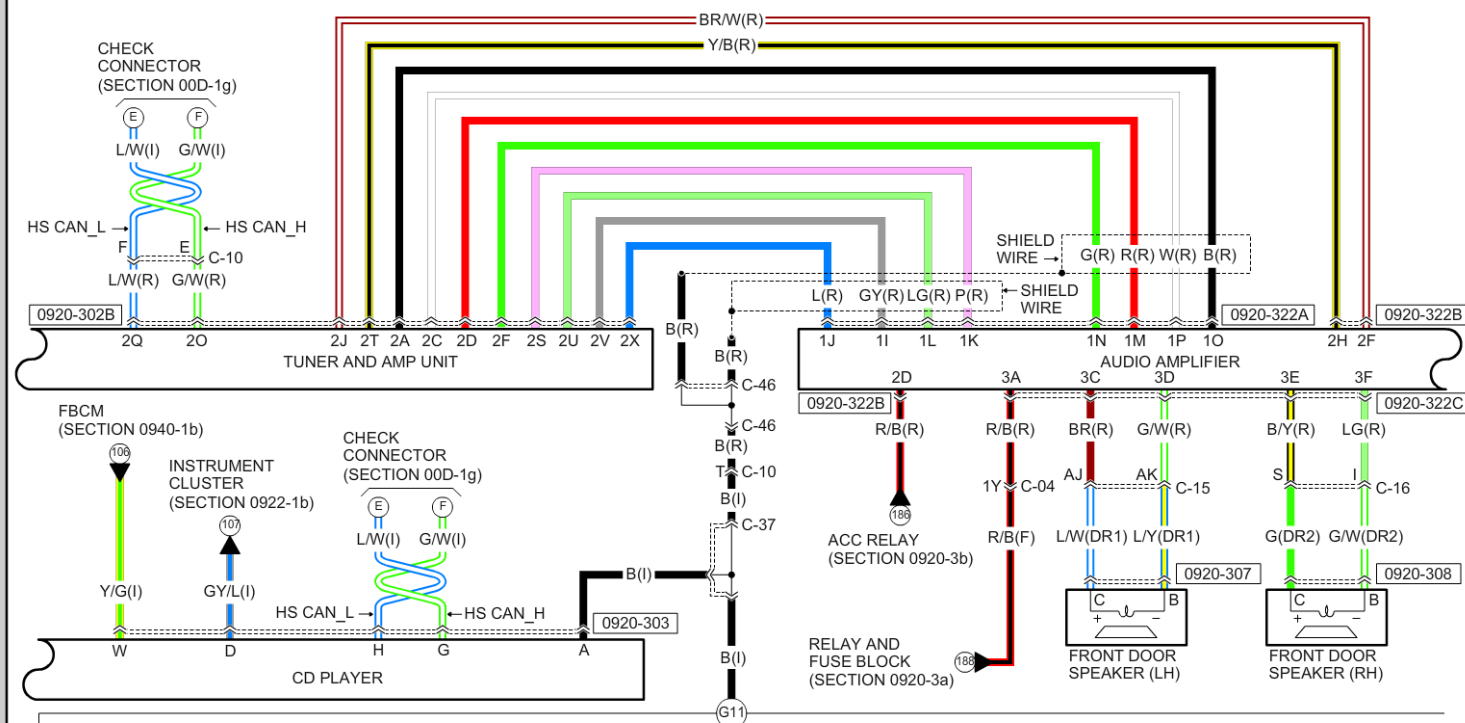 BR/W(R)
Y/B(R)
CHECK
CONNECTOR
(SECTION 00D-1g)
E F
L/W(I) G/W(I)
HS CAN_L HS CAN_H
F E C-10
L/W(R) G/W(R)
SHIELD
WIRE
G(R) R(R) W(R) B(R)
L(R) GY(R) LG(R) P(R)
SHIELD
WIRE
0920-302B B(R) 0920-322A 0920-322B
2Q 2O 2J 2T 2A 2C 2D 2F 2S 2U 2V 2X 1J 1I 1L 1K 1N 1M 1P 1O 2H 2F
TUNER AND AMP UNIT
B(R)
AUDIO AMPLIFIER
C-46
2D 3A 3C 3D 3E 3F
0920-322B 0920-322C
FBCM
(SECTION 0940-1b)
106
C-46
R/B(R) R/B(R) BR(R) G/W(R) B/Y(R) LG(R)
CHECK
CONNECTOR
(SECTION 00D-1g)
B(R)
INSTRUMENT
CLUSTER
(SECTION 0922-1b)
107
T C-10
AJ AK C-15 S I C-16
1Y C-04
E F
B(I)
186
C-37
L/W(I) G/W(I)
ACC RELAY
(SECTION 0920-3b)
R/B(F) L/W(DR1) L/Y(DR1) G(DR2) G/W(DR2)
B(I)
0920-307 0920-308
Y/G(I) GY/L(I)
HS CAN_L HS CAN_H
C B C B
0920-303
+ − + −
W D H G A
B(I)
RELAY AND
FUSE BLOCK
(SECTION 0920-3a)
188
FRONT DOOR
SPEAKER (LH)
FRONT DOOR
SPEAKER (RH)
CD PLAYER
G11